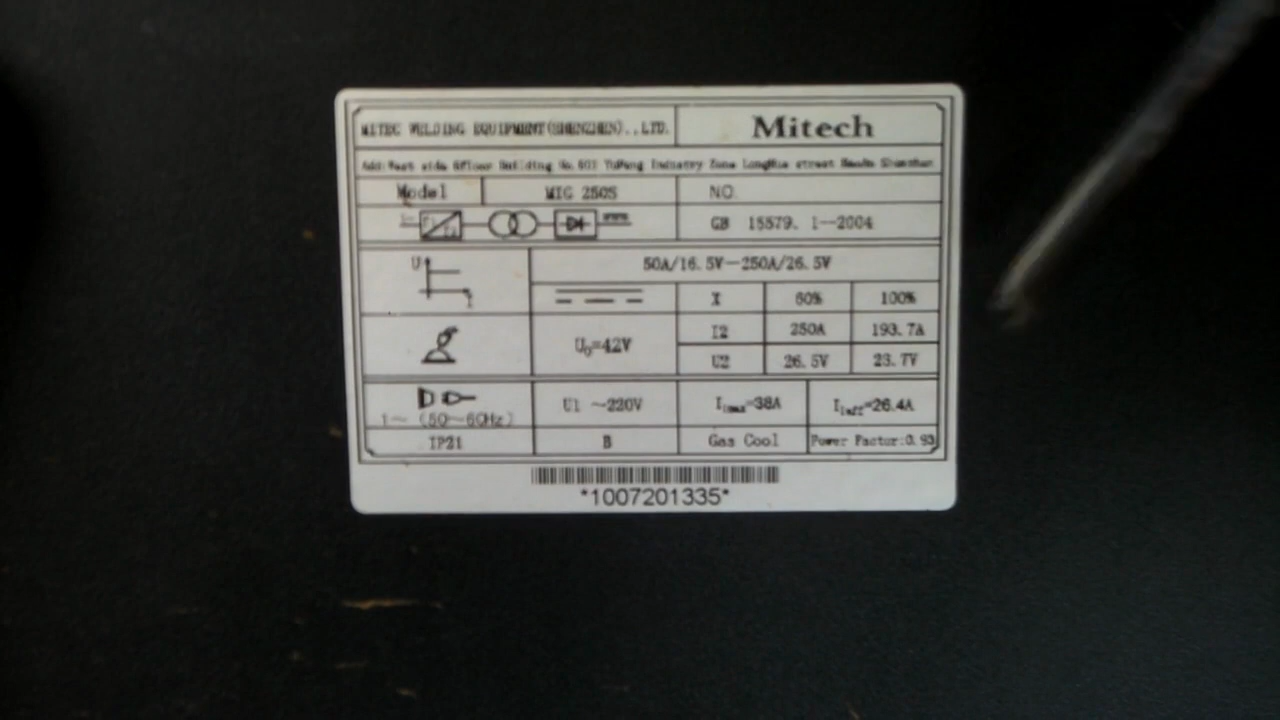 MITEC WELDING EQUIPMENT(SHENZHEN).,LTD. Mitech
Add:West side 6floor Building No.601 YuFang Industry Zone LongHua street BaoAn Shenzhen
Model MIG 250S NO.
GB 15579. 1--2004
U 50A/16.5V—250A/26.5V
I X 60% 100%
U0=42V I2 250A 193.7A
U2 26.5V 23.7V
1~ (50~60Hz) U1 ~220V I1max=38A I1eff=26.4A
IP21 B Gas Cool Power Factor:0.93
*1007201335*